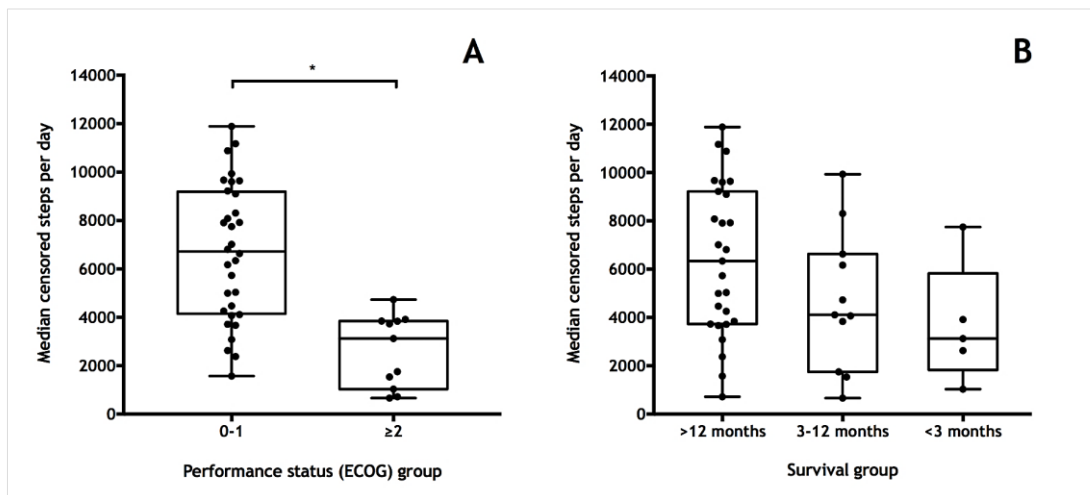 A
*
Median censored steps per day
14000
12000
10000
8000
6000
4000
2000
0
0-1
≥2
Performance status (ECOG) group
B
Median censored steps per day
14000
12000
10000
8000
6000
4000
2000
0
>12 months
3-12 months
<3 months
Survival group